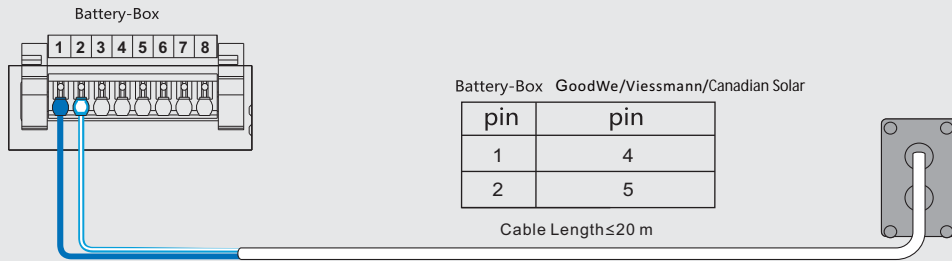 Battery-Box
1 2 3 4 5 6 7 8
Battery-Box GoodWe/Viessmann/Canadian Solar
pin pin
1 4
2 5
Cable Length≤20 m